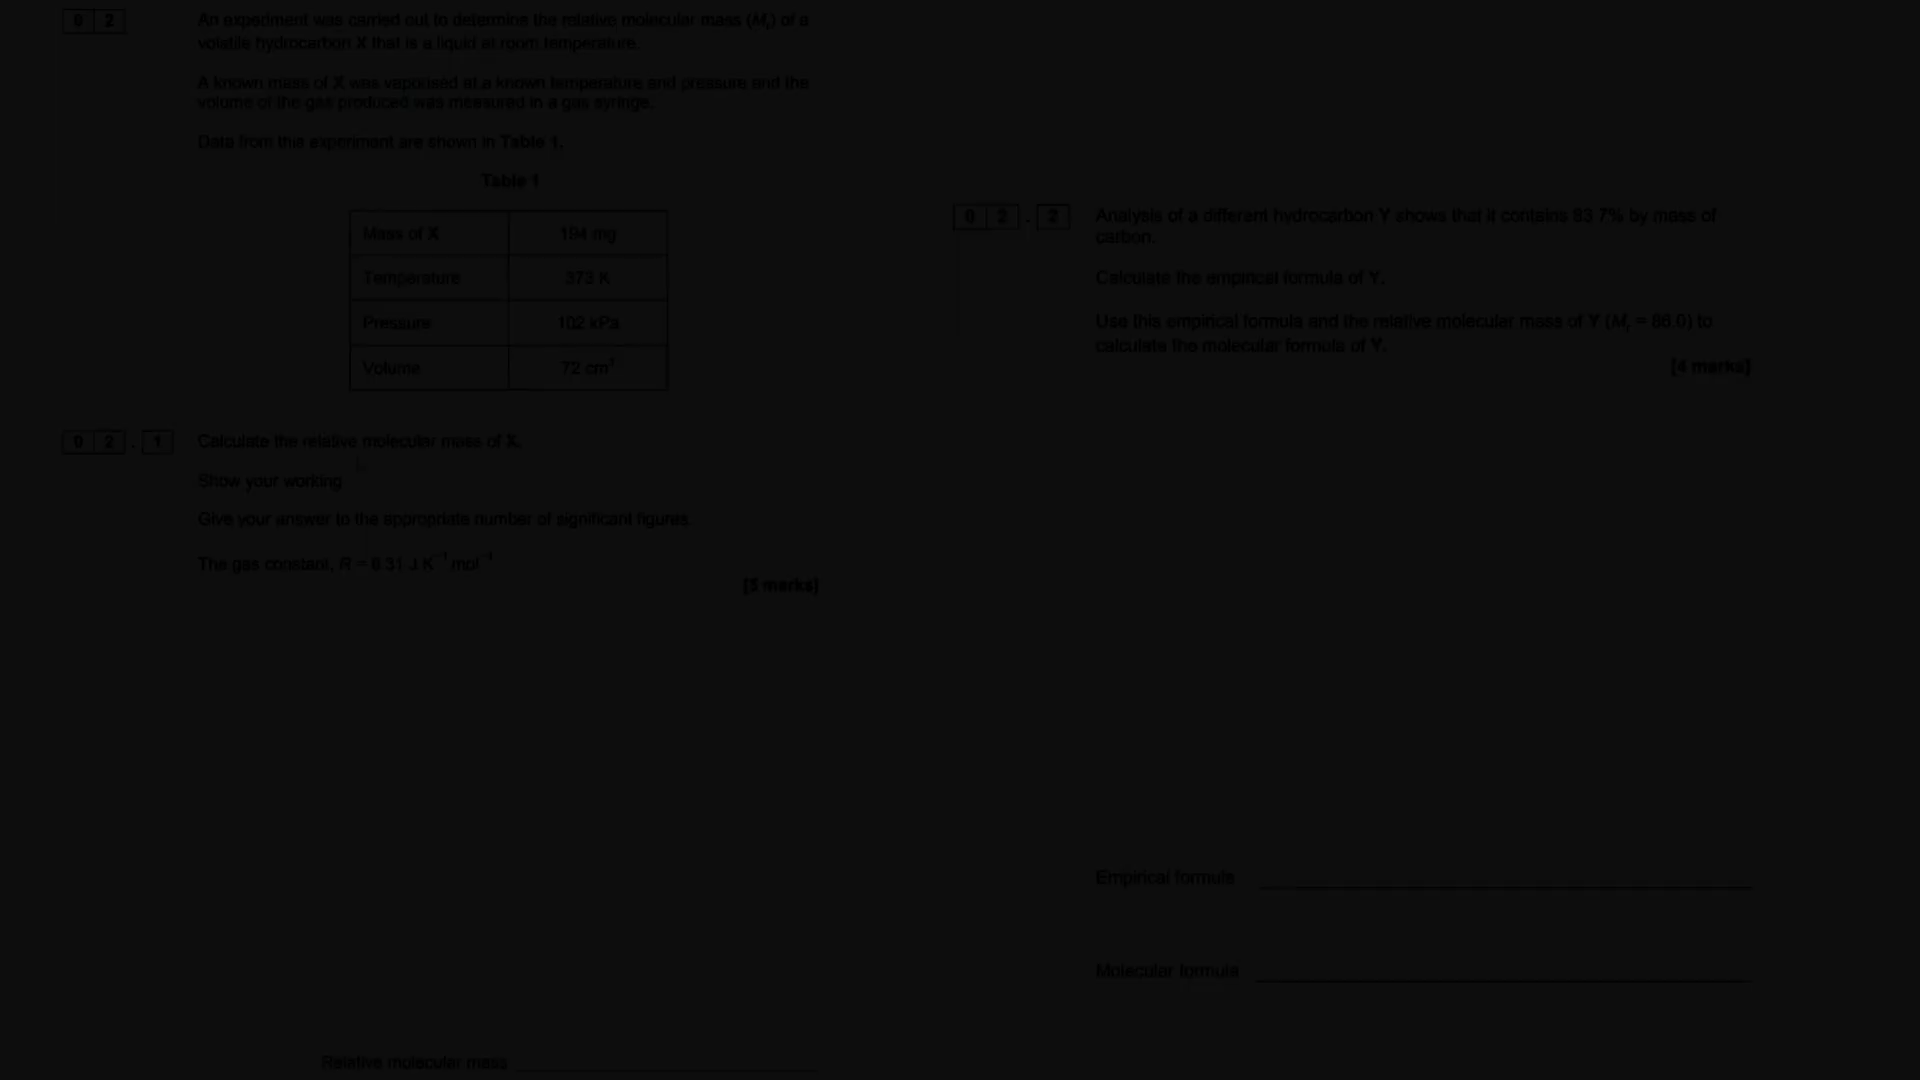 0 2
An experiment was carried out to determine the relative molecular mass (Mr) of a
volatile hydrocarbon X that is a liquid at room temperature.
A known mass of X was vaporised at a known temperature and pressure and the
volume of the gas produced was measured in a gas syringe.
Data from this experiment are shown in Table 1.
Table 1
Mass of X 194 mg
Temperature 373 K
Pressure 102 kPa
Volume 72 cm³
0 2 . 1 Calculate the relative molecular mass of X.
Show your working
Give your answer to the appropriate number of significant figures.
The gas constant, R = 8.31 J K⁻¹ mol⁻¹
[3 marks]
Relative molecular mass
0 2 . 2 Analysis of a different hydrocarbon Y shows that it contains 83.7% by mass of
carbon.
Calculate the empirical formula of Y.
Use this empirical formula and the relative molecular mass of Y (Mr = 86.0) to
calculate the molecular formula of Y.
[4 marks]
Empirical formula
Molecular formula